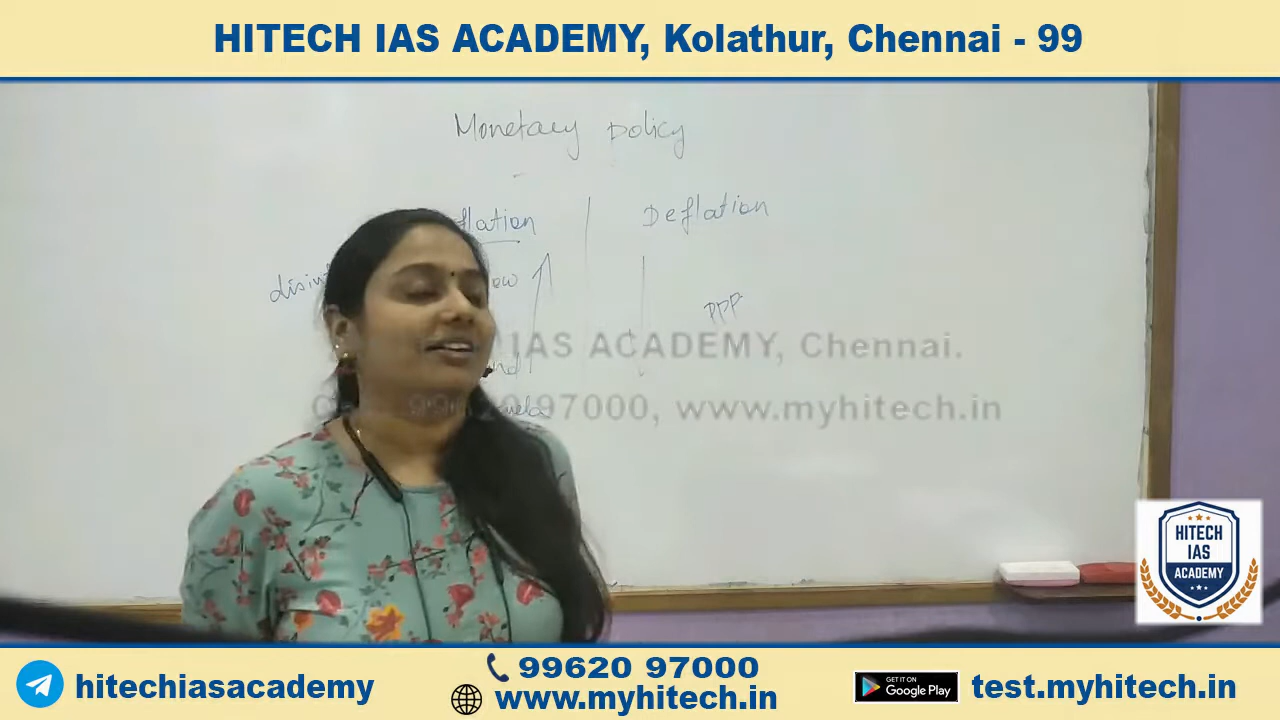 HITECH IAS ACADEMY, Kolathur, Chennai - 99
Monetary policy
flation
Deflation
PPP
IAS ACADEMY, Chennai.
97000, www.myhitech.in
HITECH
IAS
ACADEMY
hitechiasacademy
99620 97000
www.myhitech.in
GET IT ON
Google Play
test.myhitech.in